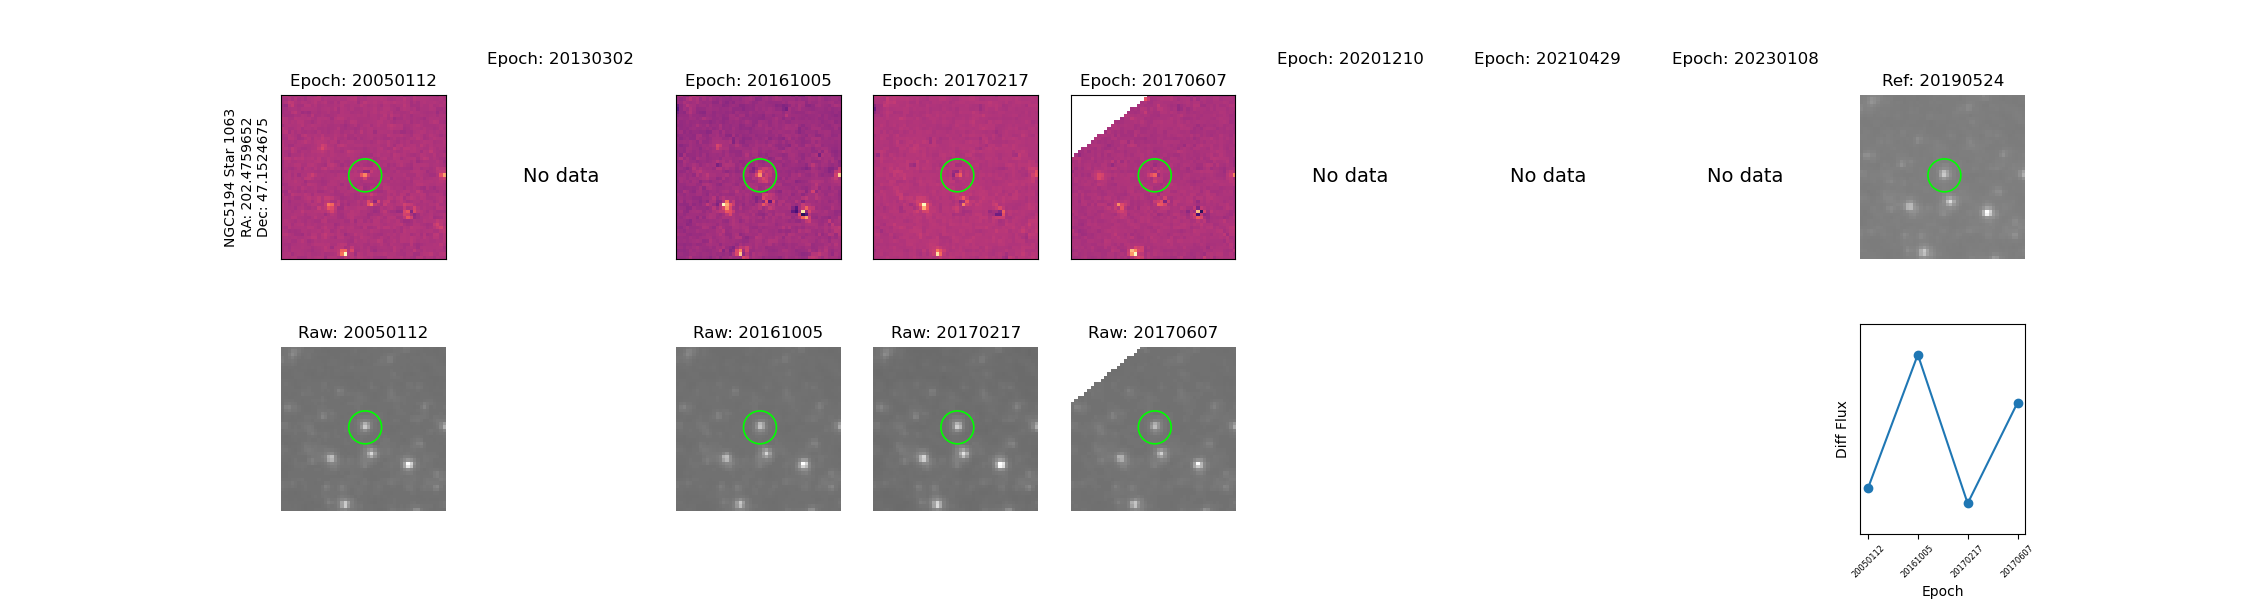 NGC5194 Star 1063
RA: 202.4759652
Dec: 47.1524675
Epoch: 20050112
Epoch: 20130302
No data
Epoch: 20161005
Epoch: 20170217
Epoch: 20170607
Epoch: 20201210
No data
Epoch: 20210429
No data
Epoch: 20230108
No data
Ref: 20190524
Raw: 20050112
Raw: 20161005
Raw: 20170217
Raw: 20170607
Diff Flux
20050112
20161005
20170217
20170607
Epoch